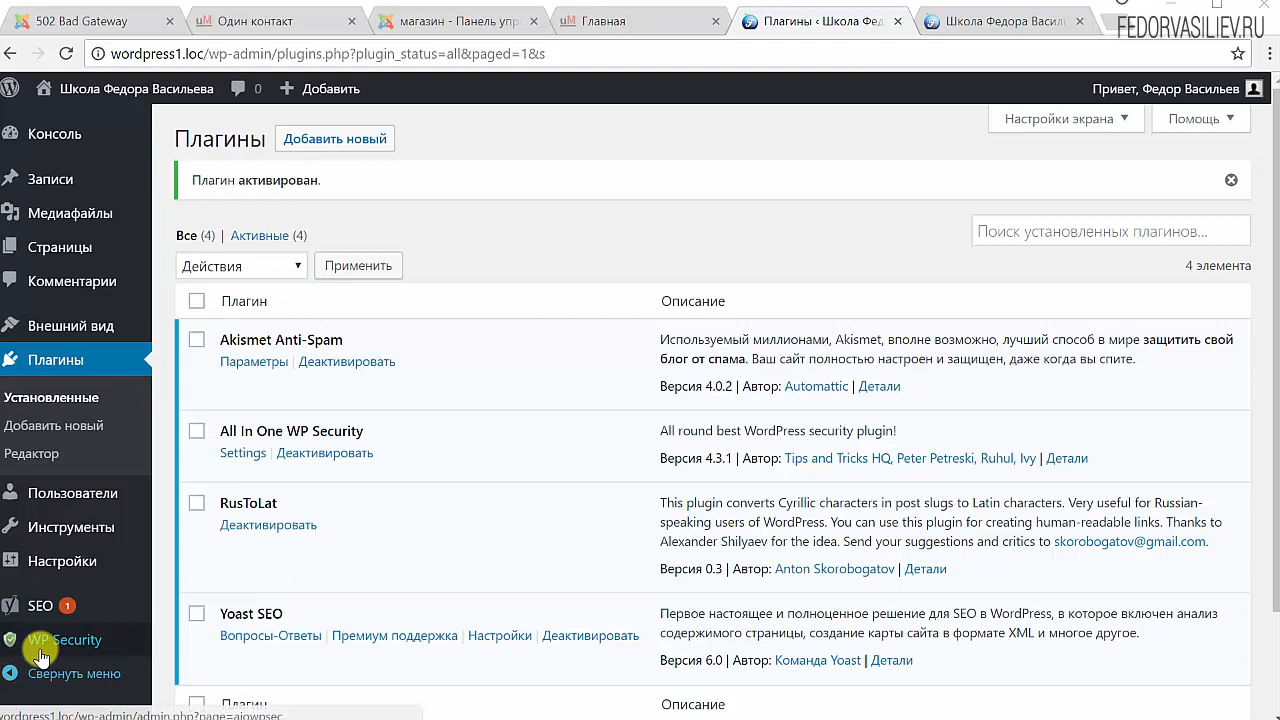 502 Bad Gateway
Один контакт
магазин - Панель упр
Главная
Плагины ‹ Школа Фед
Школа Федора Василь
FEDORVASILIEV.RU
wordpress1.loc/wp-admin/plugins.php?plugin_status=all&paged=1&s
Школа Федора Васильева
0
Добавить
Привет, Федор Васильев
Консоль
Записи
Медиафайлы
Страницы
Комментарии
Внешний вид
Плагины
Установленные
Добавить новый
Редактор
Пользователи
Инструменты
Настройки
SEO 1
WP Security
Свернуть меню
Настройки экрана
Помощь
Плагины
Добавить новый
Плагин активирован.
Все (4) | Активные (4)
Поиск установленных плагинов...
Действия
Применить
4 элемента
Плагин
Описание
Akismet Anti-Spam
Параметры | Деактивировать
Используемый миллионами, Akismet, вполне возможно, лучший способ в мире защитить свой
блог от спама. Ваш сайт полностью настроен и защищен, даже когда вы спите.
Версия 4.0.2 | Автор: Automattic | Детали
All In One WP Security
Settings | Деактивировать
All round best WordPress security plugin!
Версия 4.3.1 | Автор: Tips and Tricks HQ, Peter Petreski, Ruhul, Ivy | Детали
RusToLat
Деактивировать
This plugin converts Cyrillic characters in post slugs to Latin characters. Very useful for Russian-
speaking users of WordPress. You can use this plugin for creating human-readable links. Thanks to
Alexander Shilyaev for the idea. Send your suggestions and critics to skorobogatov@gmail.com.
Версия 0.3 | Автор: Anton Skorobogatov | Детали
Yoast SEO
Вопросы-Ответы | Премиум поддержка | Настройки | Деактивировать
Первое настоящее и полноценное решение для SEO в WordPress, в которое включен анализ
содержимого страницы, создание карты сайта в формате XML и многое другое.
Версия 6.0 | Автор: Команда Yoast | Детали
Плагин
Описание
wordpress1.loc/wp-admin/admin.php?page=aiowpsec